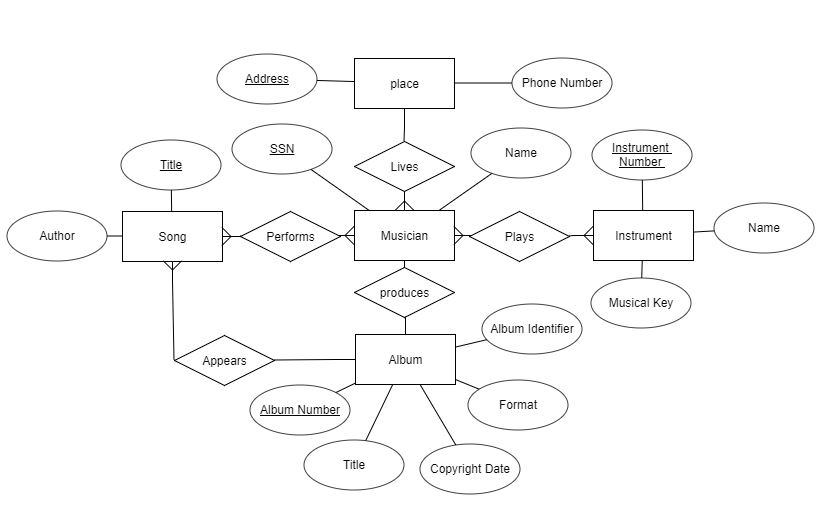 place
Address
Phone Number
SSN
Name
Lives
Title
Instrument
Number
Author
Song
Performs
Musician
Plays
Instrument
Name
produces
Musical Key
Appears
Album
Album Identifier
Album Number
Format
Title
Copyright Date